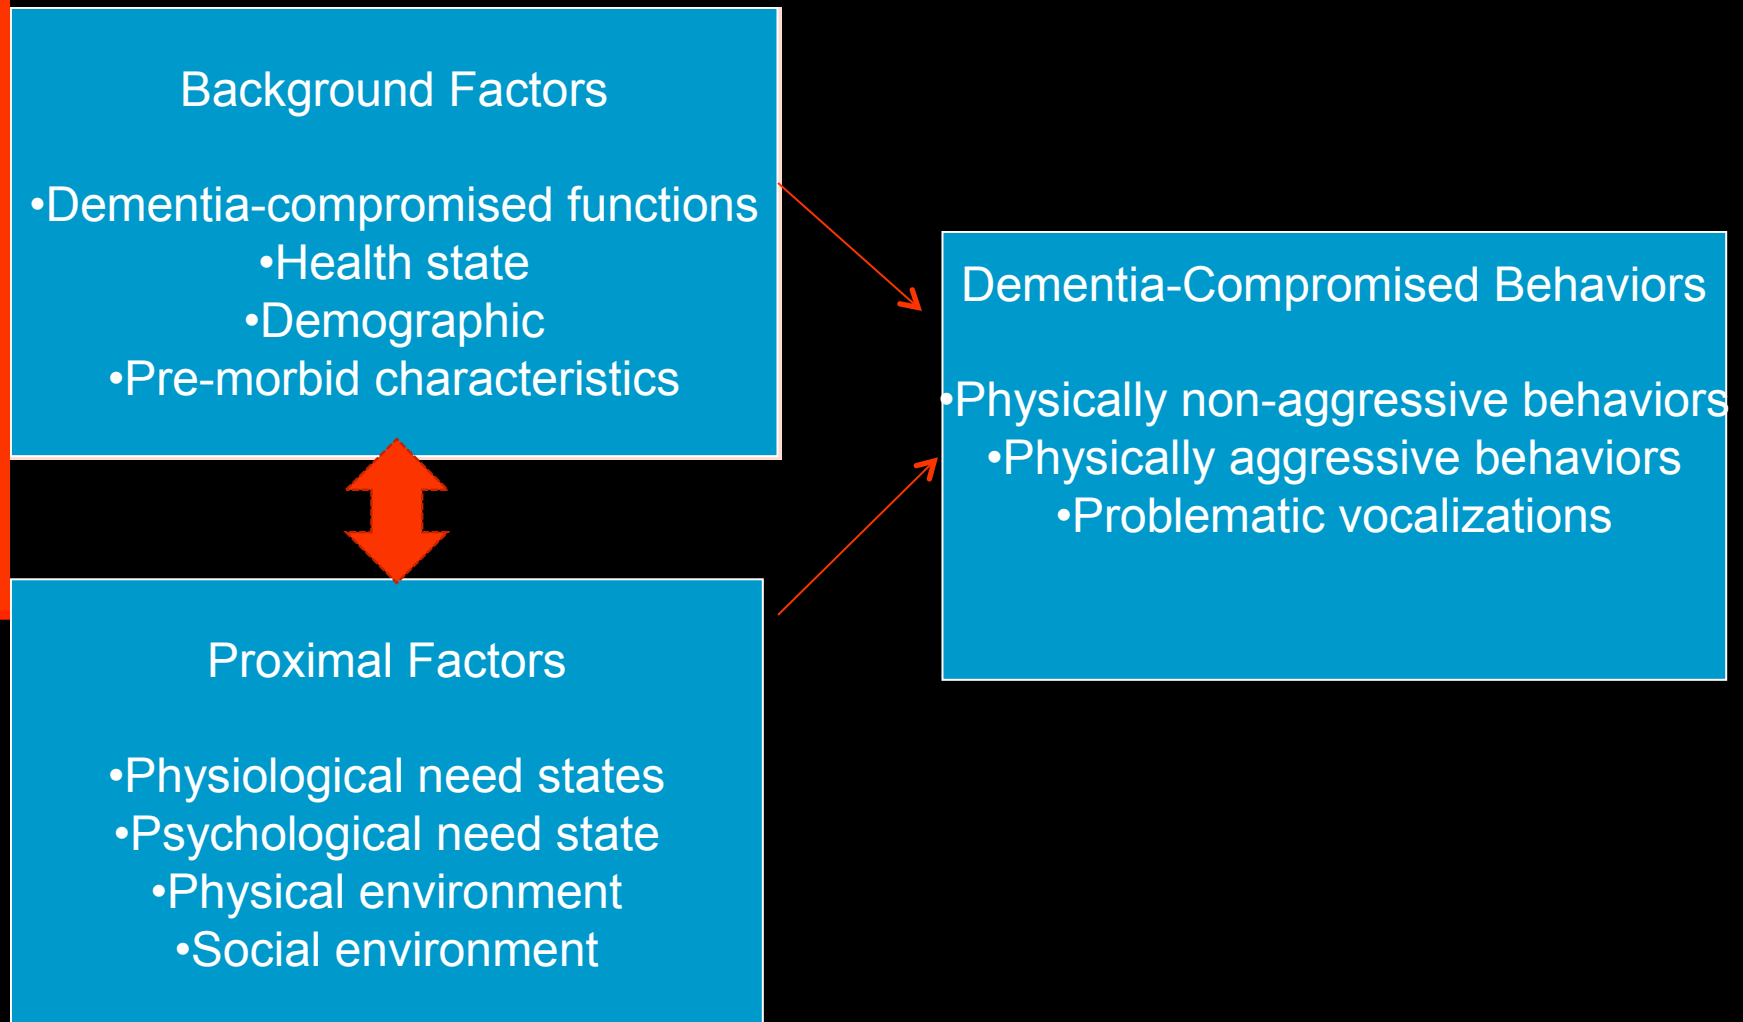 Background Factors
•Dementia-compromised functions
•Health state
•Demographic
•Pre-morbid characteristics
Dementia-Compromised Behaviors
•Physically non-aggressive behaviors
•Physically aggressive behaviors
•Problematic vocalizations
Proximal Factors
•Physiological need states
•Psychological need state
•Physical environment
•Social environment